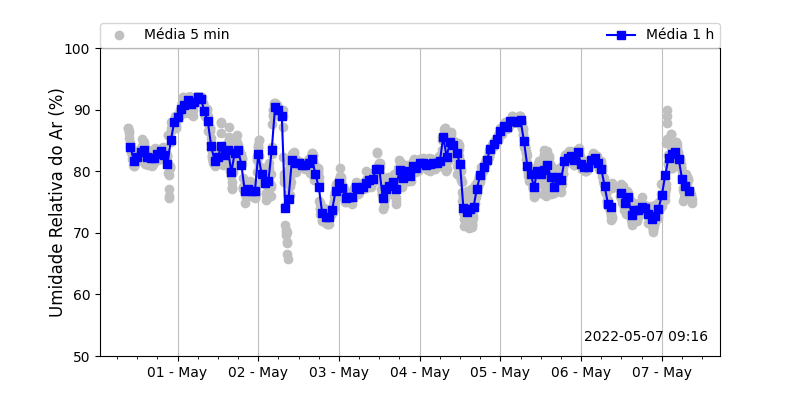 Média 5 min Média 1 h
100
90
80
70
60
50
Umidade Relativa do Ar (%)
2022-05-07 09:16
01 - May 02 - May 03 - May 04 - May 05 - May 06 - May 07 - May